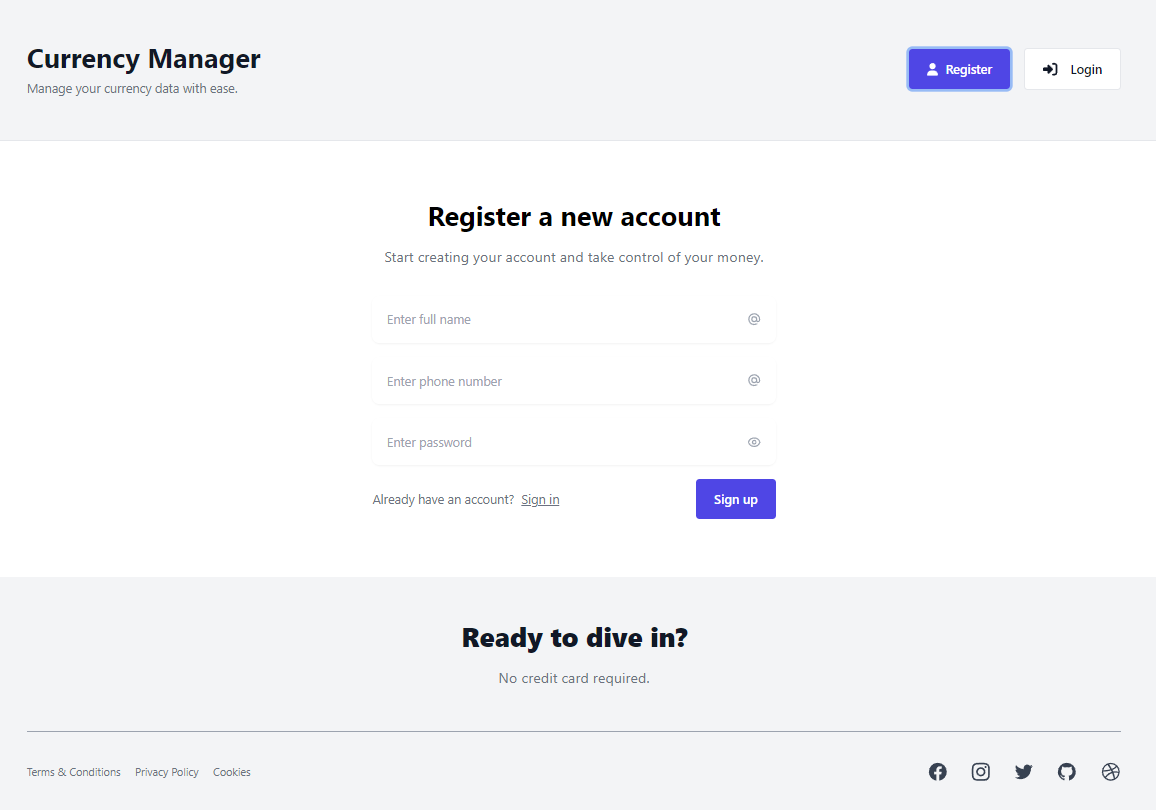 Currency Manager
Manage your currency data with ease.
Register
Login
Register a new account
Start creating your account and take control of your money.
Enter full name
Enter phone number
Enter password
Already have an account? Sign in
Sign up
Ready to dive in?
No credit card required.
Terms & Conditions Privacy Policy Cookies